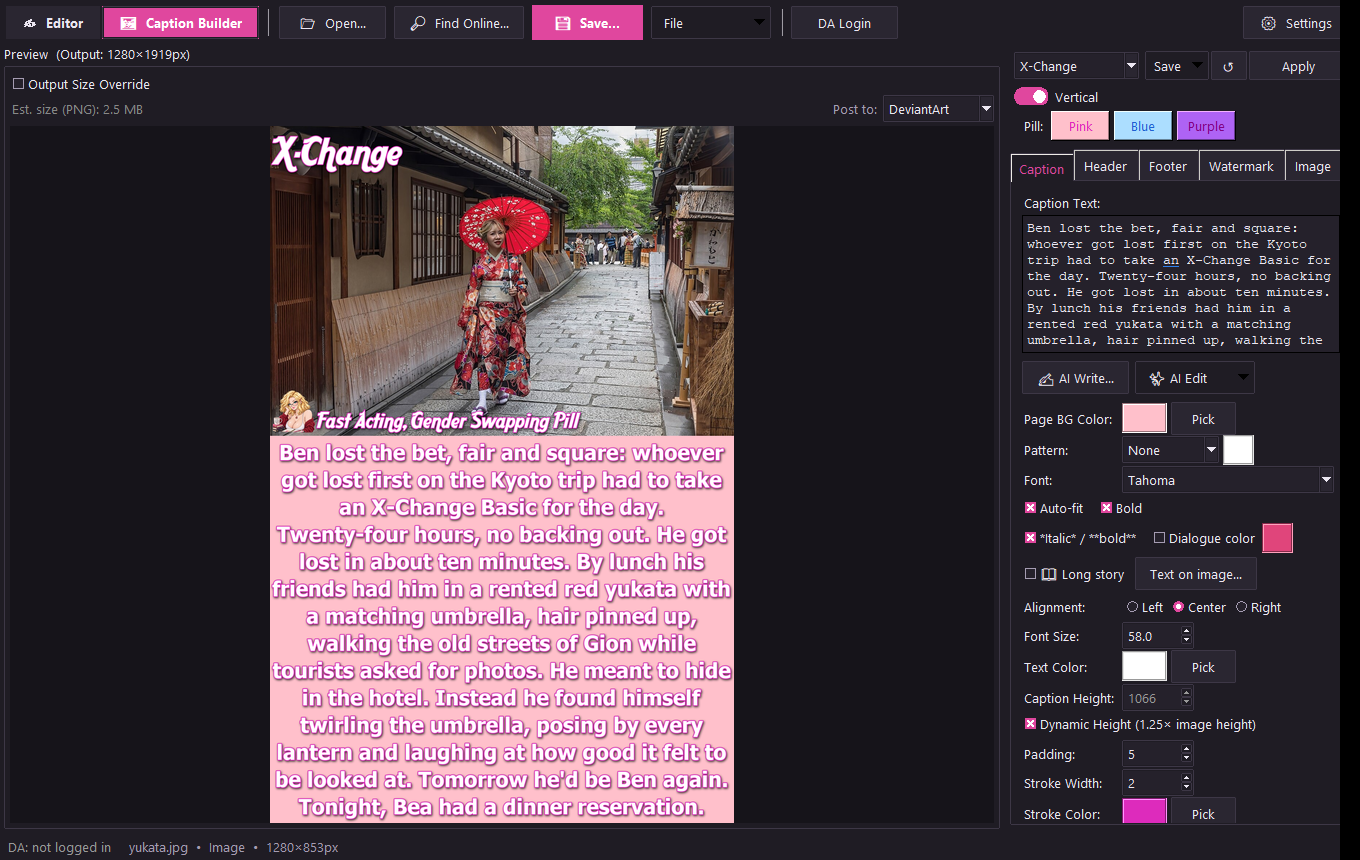 Editor
Caption Builder
Open...
Find Online...
Save...
File
DA Login
Settings
Preview (Output: 1280×1919px)
Output Size Override
Est. size (PNG): 2.5 MB
Post to:
DeviantArt
X-Change
Fast Acting, Gender Swapping Pill
Ben lost the bet, fair and square: whoever
got lost first on the Kyoto trip had to take
an X-Change Basic for the day.
Twenty-four hours, no backing out. He got
lost in about ten minutes. By lunch his
friends had him in a rented red yukata with
a matching umbrella, hair pinned up,
walking the old streets of Gion while
tourists asked for photos. He meant to hide
in the hotel. Instead he found himself
twirling the umbrella, posing by every
lantern and laughing at how good it felt to
be looked at. Tomorrow he'd be Ben again.
Tonight, Bea had a dinner reservation.
X-Change
Save
↺
Apply
Vertical
Pill:
Pink
Blue
Purple
Caption
Header
Footer
Watermark
Image
Caption Text:
Ben lost the bet, fair and square:
whoever got lost first on the Kyoto
trip had to take an X-Change Basic for
the day. Twenty-four hours, no backing
out. He got lost in about ten minutes.
By lunch his friends had him in a
rented red yukata with a matching
umbrella, hair pinned up, walking the
AI Write...
AI Edit
Page BG Color:
Pick
Pattern:
None
Font:
Tahoma
Auto-fit
Bold
*Italic* / **bold**
Dialogue color
Long story
Text on image...
Alignment:
Left
Center
Right
Font Size:
58.0
Text Color:
Pick
Caption Height:
1066
Dynamic Height (1.25× image height)
Padding:
5
Stroke Width:
2
Stroke Color:
Pick
DA: not logged in
yukata.jpg • Image • 1280×853px